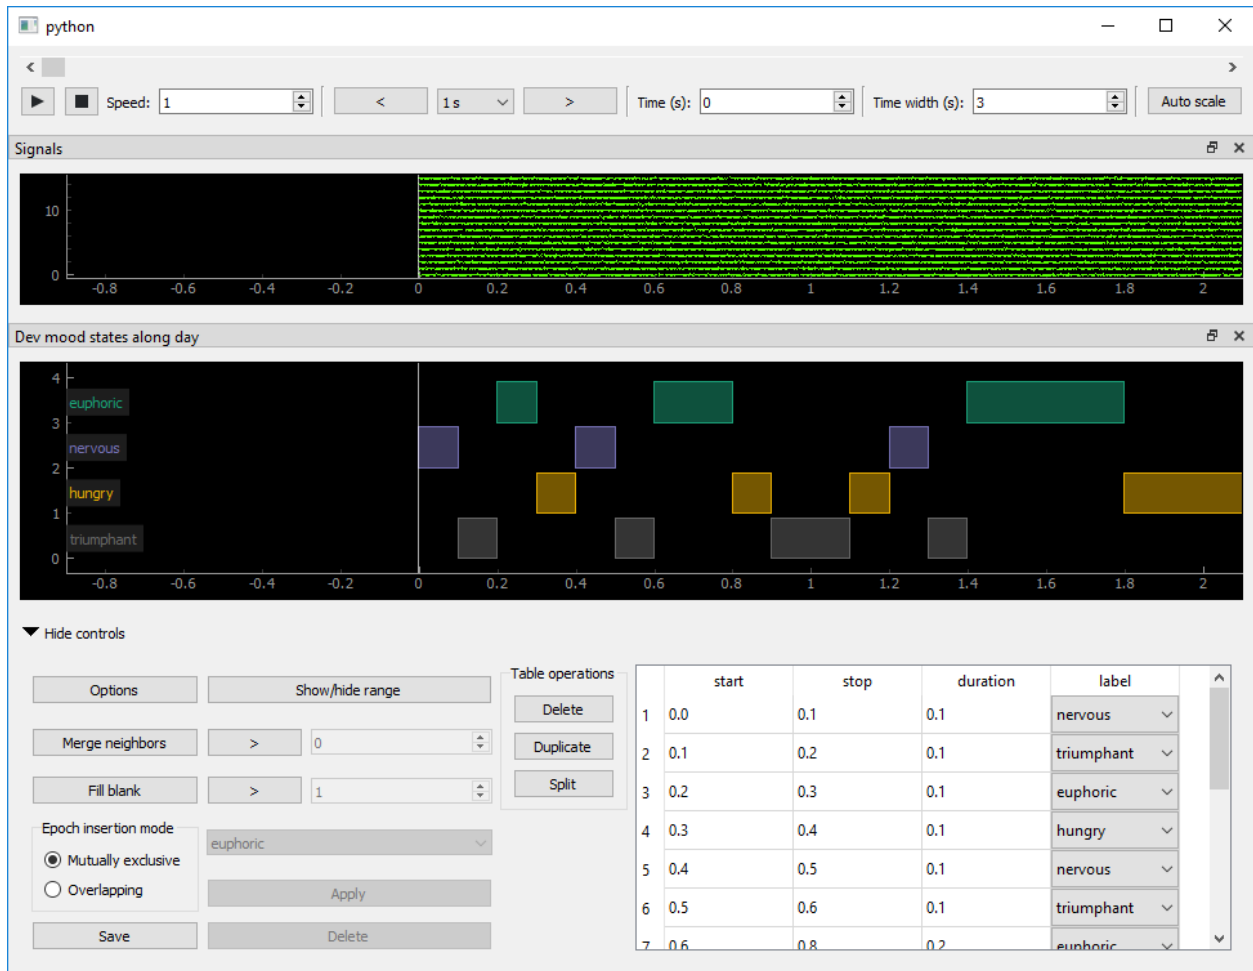 python
Speed: 1 < 1 s > Time (s): 0 Time width (s): 3 Auto scale
Signals
10
0
-0.8 -0.6 -0.4 -0.2 0 0.2 0.4 0.6 0.8 1 1.2 1.4 1.6 1.8 2
Dev mood states along day
4
euphoric
3
nervous
2
hungry
1
triumphant
0
-0.8 -0.6 -0.4 -0.2 0 0.2 0.4 0.6 0.8 1 1.2 1.4 1.6 1.8 2
Hide controls
Options Show/hide range
Merge neighbors > 0
Fill blank > 1
Epoch insertion mode
Mutually exclusive
Overlapping
euphoric
Apply
Save Delete
Table operations
Delete
Duplicate
Split
start stop duration label
1 0.0 0.1 0.1 nervous
2 0.1 0.2 0.1 triumphant
3 0.2 0.3 0.1 euphoric
4 0.3 0.4 0.1 hungry
5 0.4 0.5 0.1 nervous
6 0.5 0.6 0.1 triumphant
7 0.6 0.8 0.2 euphoric